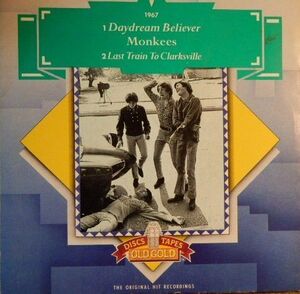 1967
1 Daydream Believer
Monkees
2 Last Train To Clarksville
DISCS TAPES
OLD GOLD
THE ORIGINAL HIT RECORDINGS